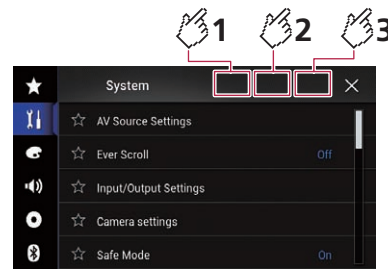 1 2 3
System
AV Source Settings
Ever Scroll Off
Input/Output Settings
Camera settings
Safe Mode On